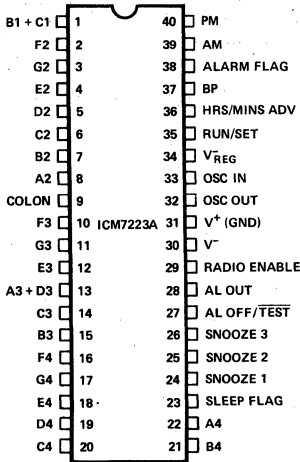 B1 + C1 1 40 PM
F2 2 39 AM
G2 3 38 ALARM FLAG
E2 4 37 BP
D2 5 36 HRS/MINS ADV
C2 6 35 RUN/SET
B2 7 34 V⁻REG
A2 8 33 OSC IN
COLON 9 32 OSC OUT
F3 10 ICM7223A 31 V⁺ (GND)
G3 11 30 V⁻
E3 12 29 RADIO ENABLE
A3 + D3 13 28 AL OUT
C3 14 27 AL OFF/T̅E̅S̅T̅
B3 15 26 SNOOZE 3
F4 16 25 SNOOZE 2
G4 17 24 SNOOZE 1
E4 18 23 SLEEP FLAG
D4 19 22 A4
C4 20 21 B4